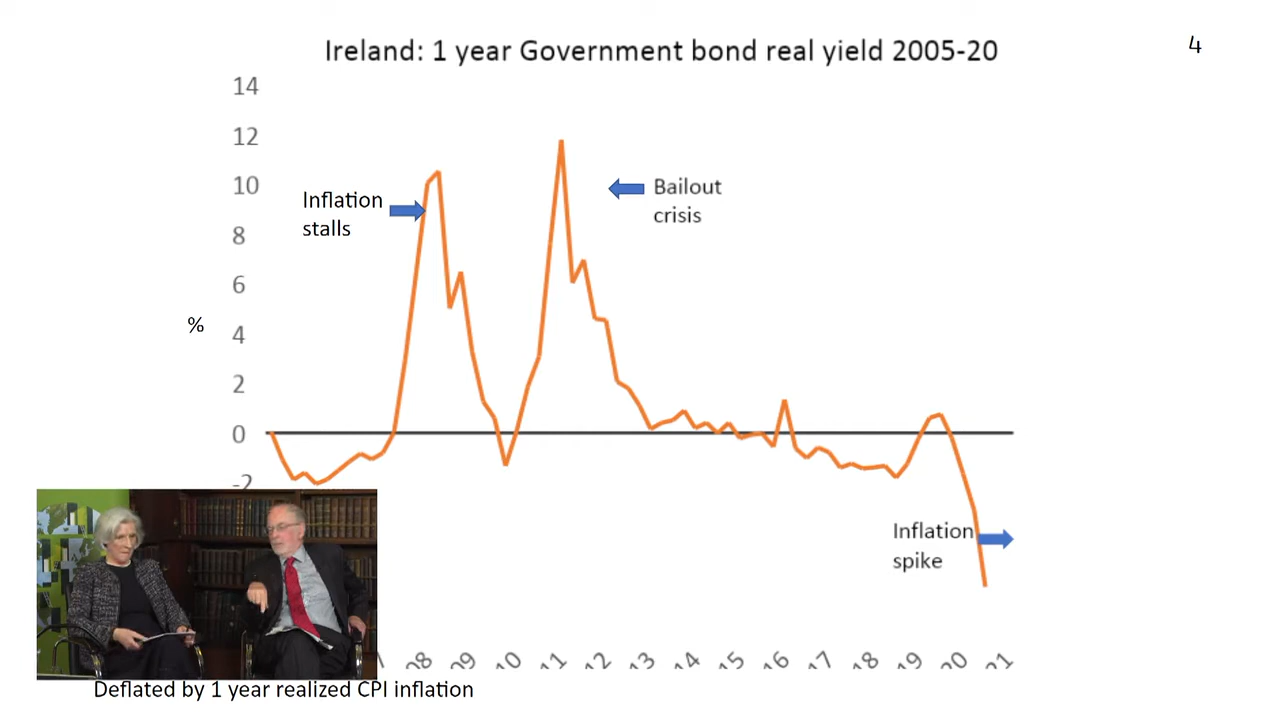 Ireland: 1 year Government bond real yield 2005-20
4
14
12
10
8
6
4
2
0
-2
%
Inflation
stalls
Bailout
crisis
Inflation
spike
08 09 10 11 12 13 14 15 16 17 18 19 20 21
Deflated by 1 year realized CPI inflation